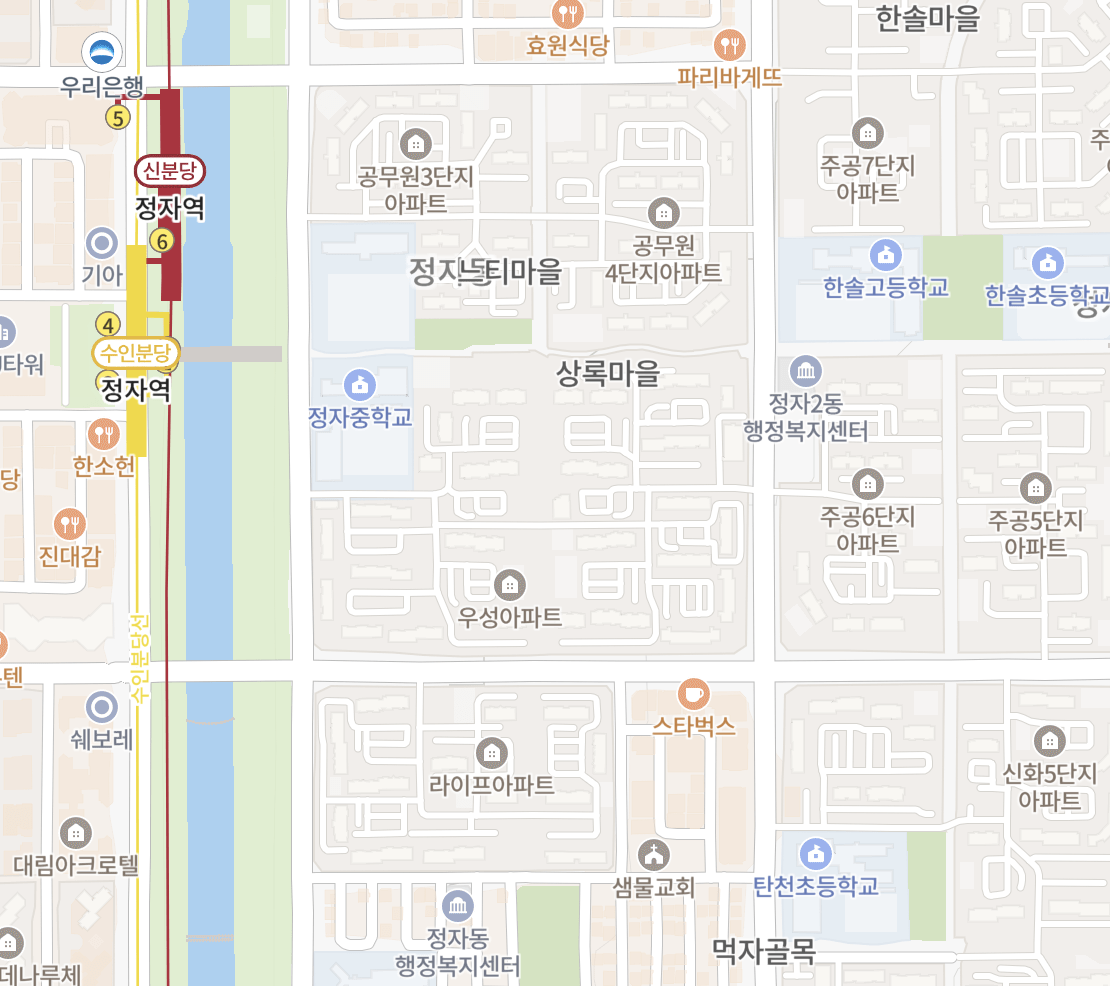 한솔마을
효원식당
파리바게뜨
우리은행
5
신분당
정자역
공무원3단지
아파트
주공7단지
아파트
6
기아
공무원
4단지아파트
느티마을
한솔고등학교
한솔초등학교
4
수인분당
정자역
타워
상록마을
정자중학교
정자2동
행정복지센터
한소헌
당
진대감
주공6단지
아파트
주공5단지
아파트
우성아파트
수인분당선
텐
쉐보레
스타벅스
라이프아파트
신화5단지
아파트
대림아크로텔
샘물교회
탄천초등학교
정자동
행정복지센터
먹자골목
데나루체